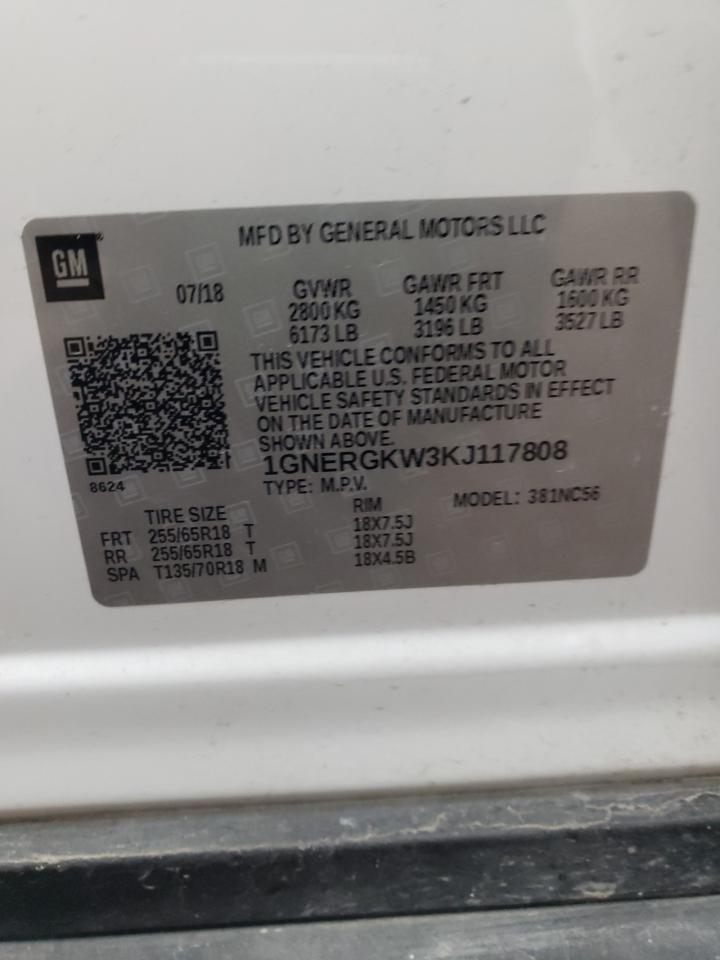 GM
MFD BY GENERAL MOTORS LLC
07/18
GVWR
2800 KG
6173 LB
GAWR FRT
1450 KG
3196 LB
GAWR RR
1600 KG
3527 LB
THIS VEHICLE CONFORMS TO ALL
APPLICABLE U.S. FEDERAL MOTOR
VEHICLE SAFETY STANDARDS IN EFFECT
ON THE DATE OF MANUFACTURE
SHOWN ABOVE.
1GNERGKW3KJ117808
8624
TYPE: M.P.V.
MODEL: 381NC56
TIRE SIZE RIM
FRT 255/65R18 T 18X7.5J
RR 255/65R18 T 18X7.5J
SPA T135/70R18 M 18X4.5B